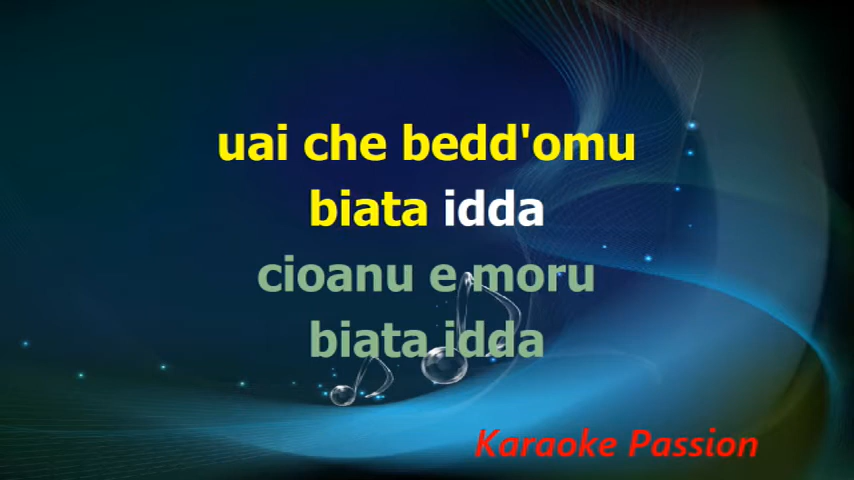 uai che bedd'omu
biata idda
cioanu e moru
biata idda
Karaoke Passion